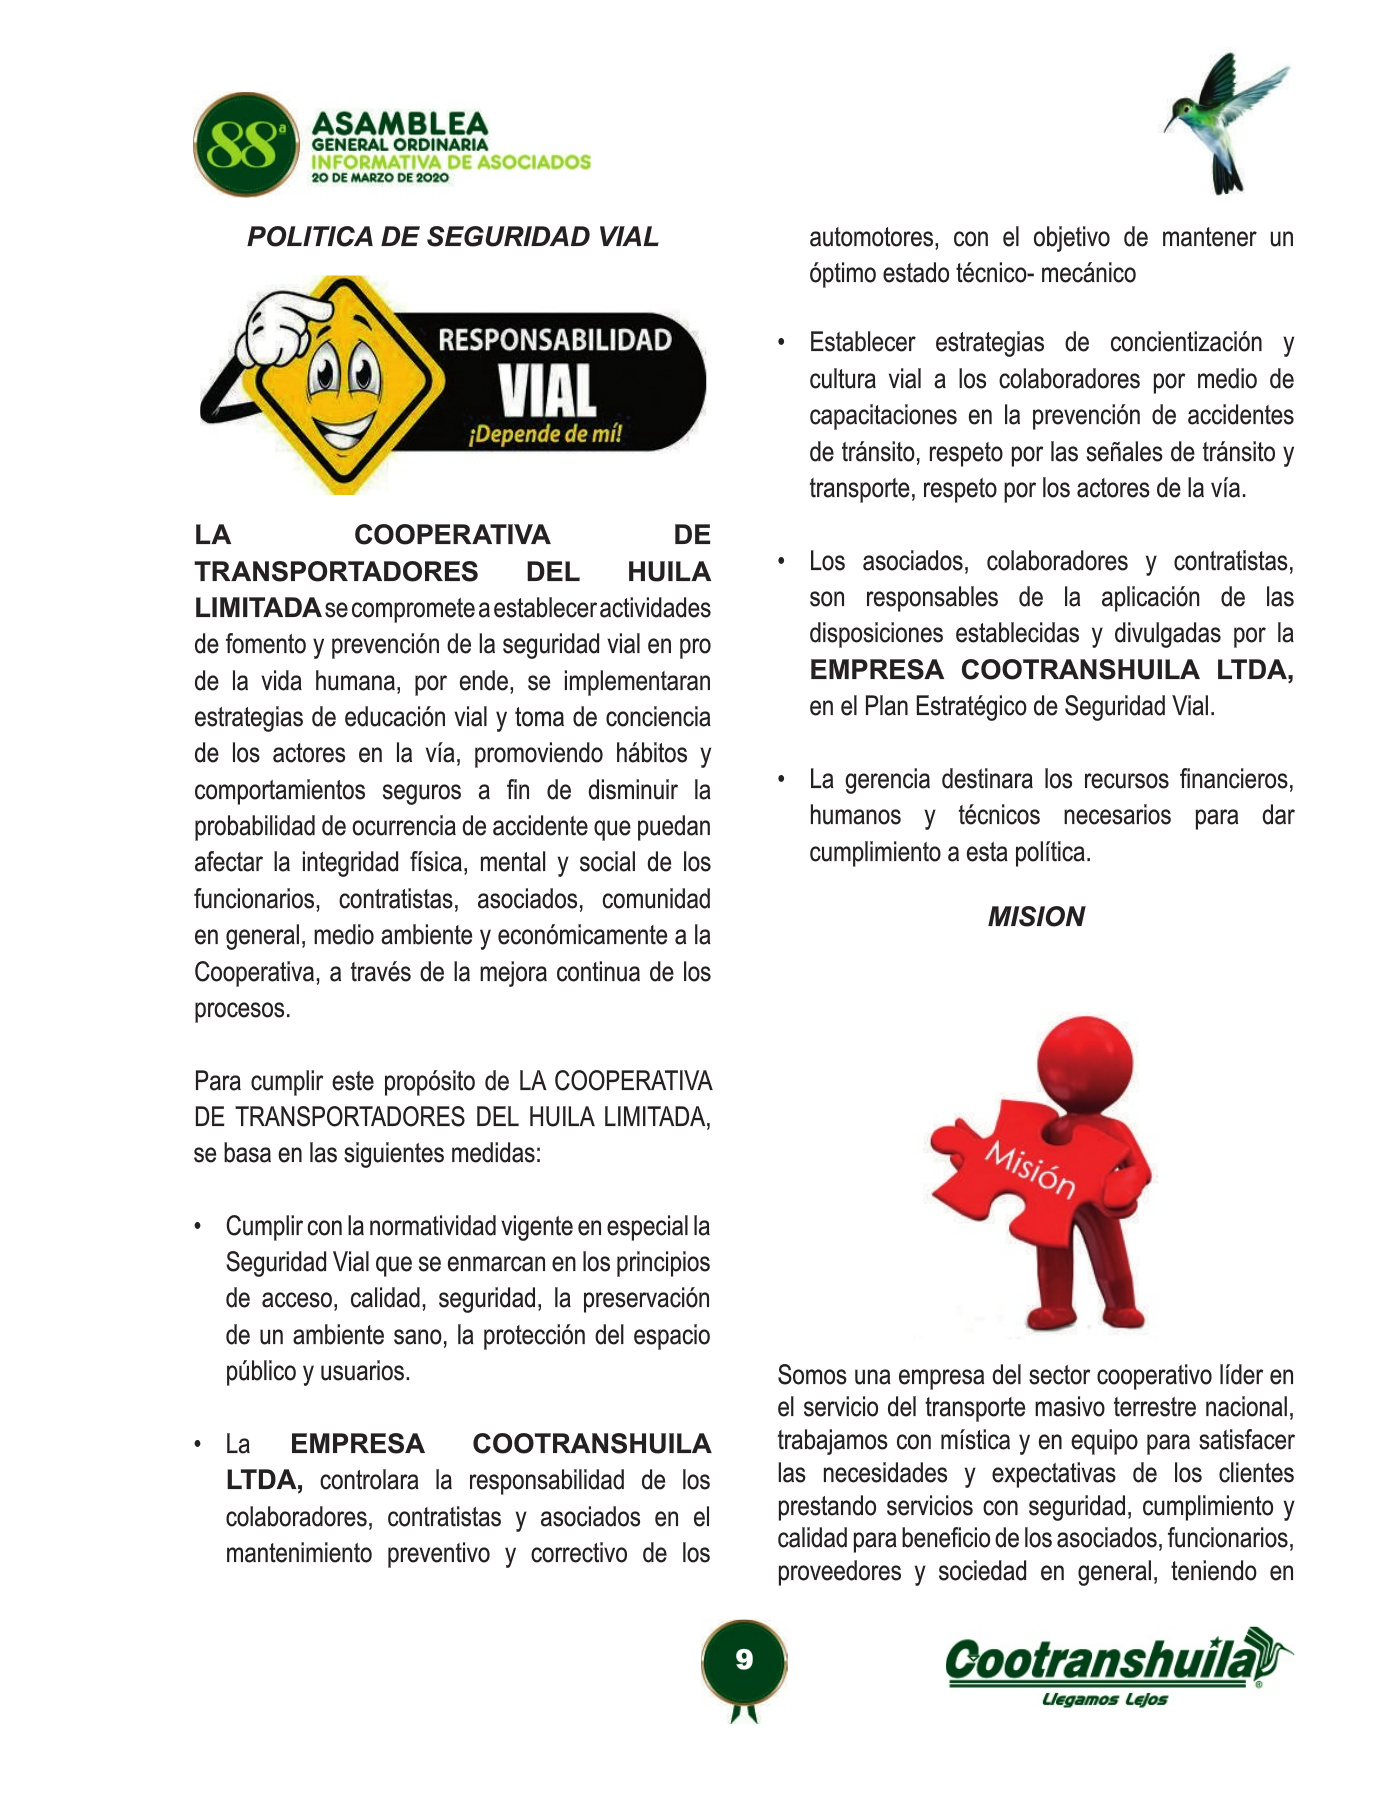 88ª
ASAMBLEA
GENERAL ORDINARIA
INFORMATIVA DE ASOCIADOS
20 DE MARZO DE 2020
POLITICA DE SEGURIDAD VIAL
RESPONSABILIDAD
VIAL
¡Depende de mí!
LA COOPERATIVA DE
TRANSPORTADORES DEL HUILA
LIMITADA se compromete a establecer actividades
de fomento y prevención de la seguridad vial en pro
de la vida humana, por ende, se implementaran
estrategias de educación vial y toma de conciencia
de los actores en la vía, promoviendo hábitos y
comportamientos seguros a fin de disminuir la
probabilidad de ocurrencia de accidente que puedan
afectar la integridad física, mental y social de los
funcionarios, contratistas, asociados, comunidad
en general, medio ambiente y económicamente a la
Cooperativa, a través de la mejora continua de los
procesos.
Para cumplir este propósito de LA COOPERATIVA
DE TRANSPORTADORES DEL HUILA LIMITADA,
se basa en las siguientes medidas:
• Cumplir con la normatividad vigente en especial la
Seguridad Vial que se enmarcan en los principios
de acceso, calidad, seguridad, la preservación
de un ambiente sano, la protección del espacio
público y usuarios.
• La EMPRESA COOTRANSHUILA
LTDA, controlara la responsabilidad de los
colaboradores, contratistas y asociados en el
mantenimiento preventivo y correctivo de los
automotores, con el objetivo de mantener un
óptimo estado técnico- mecánico
• Establecer estrategias de concientización y
cultura vial a los colaboradores por medio de
capacitaciones en la prevención de accidentes
de tránsito, respeto por las señales de tránsito y
transporte, respeto por los actores de la vía.
• Los asociados, colaboradores y contratistas,
son responsables de la aplicación de las
disposiciones establecidas y divulgadas por la
EMPRESA COOTRANSHUILA LTDA,
en el Plan Estratégico de Seguridad Vial.
• La gerencia destinara los recursos financieros,
humanos y técnicos necesarios para dar
cumplimiento a esta política.
MISION
Misión
Somos una empresa del sector cooperativo líder en
el servicio del transporte masivo terrestre nacional,
trabajamos con mística y en equipo para satisfacer
las necesidades y expectativas de los clientes
prestando servicios con seguridad, cumplimiento y
calidad para beneficio de los asociados, funcionarios,
proveedores y sociedad en general, teniendo en
9
Cootranshuila®
Llegamos Lejos